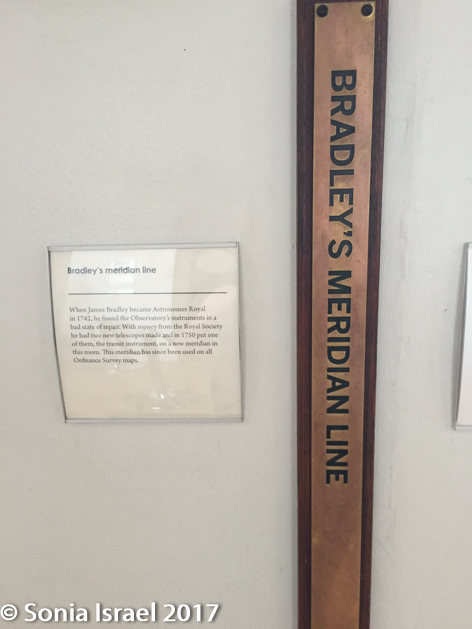 Bradley's meridian line
When James Bradley became Astronomer Royal
in 1742, he found the Observatory's instruments in a
bad state of repair. With money from the Royal Society
he had two new telescopes made and in 1750 put one
of them, the transit instrument, on a new meridian in
this room. This meridian has since been used on all
Ordnance Survey maps.
BRADLEY'S MERIDIAN LINE
© Sonia Israel 2017